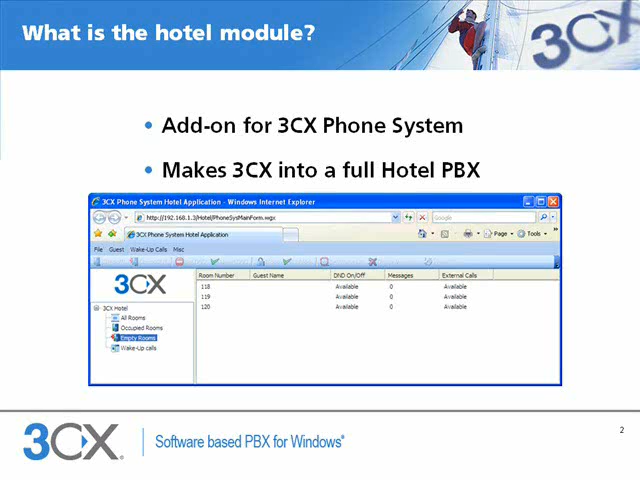 What is the hotel module?
3CX
• Add-on for 3CX Phone System
• Makes 3CX into a full Hotel PBX
3CX Phone System Hotel Application - Windows Internet Explorer
http://192.168.1.3/Hotel/PhoneSysMainForm.wgx
Google
3CX Phone System Hotel Application
Page
Tools
File Guest Wake-Up Calls Misc
3CX
Room Number Guest Name DND On/Off Messages External Calls
118 Available 0 Available
119 Available 0 Available
120 Available 0 Available
3CX Hotel
All Rooms
Occupied Rooms
Empty Rooms
Wake-Up calls
2
3CX®
Software based PBX for Windows®